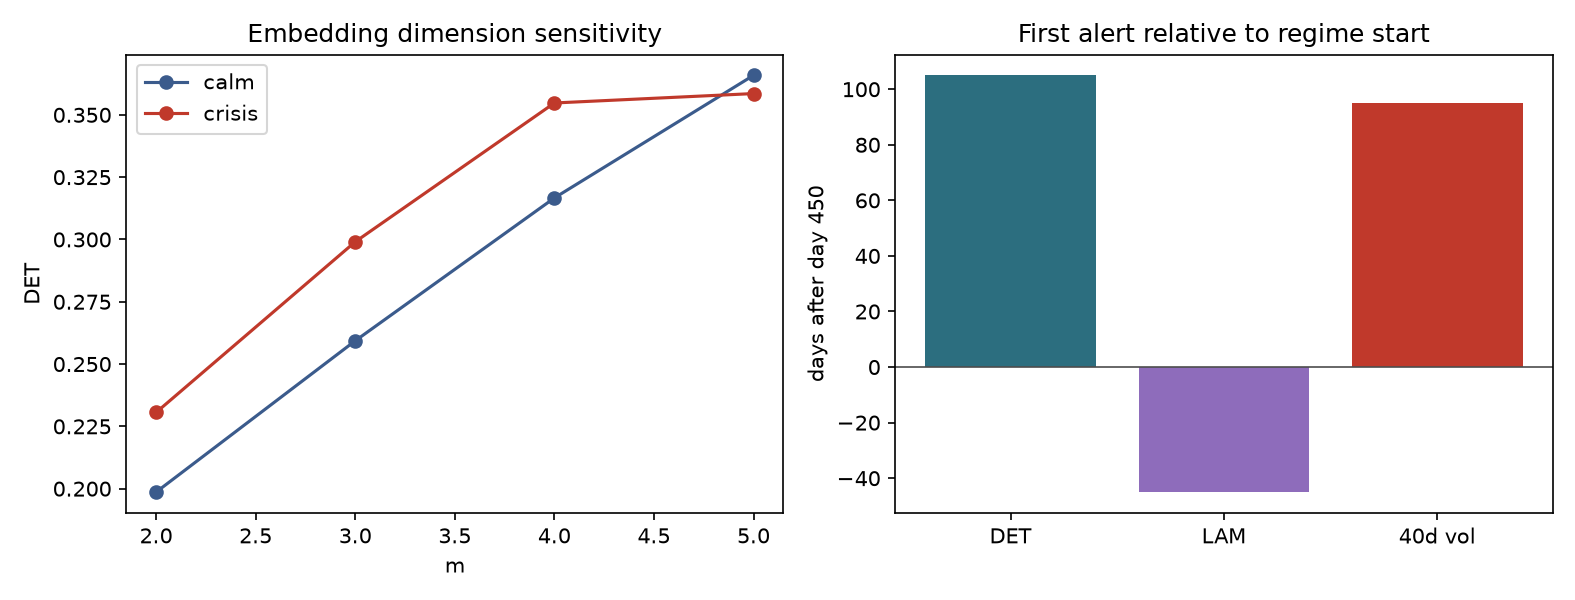 Embedding dimension sensitivity
calm
crisis
DET
0.350
0.325
0.300
0.275
0.250
0.225
0.200
2.0 2.5 3.0 3.5 4.0 4.5 5.0
m
First alert relative to regime start
days after day 450
100
80
60
40
20
0
−20
−40
DET LAM 40d vol